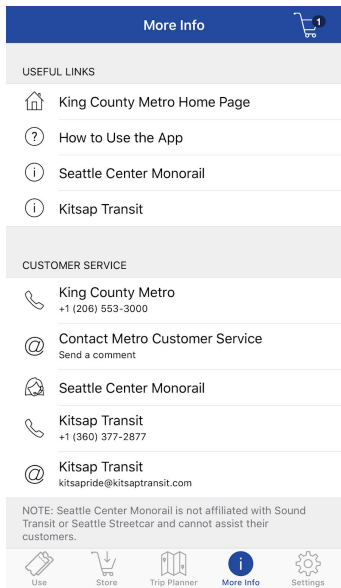 More Info
1
USEFUL LINKS
King County Metro Home Page
? How to Use the App
i Seattle Center Monorail
i Kitsap Transit
CUSTOMER SERVICE
King County Metro
+1 (206) 553-3000
@ Contact Metro Customer Service
Send a comment
Seattle Center Monorail
Kitsap Transit
+1 (360) 377-2877
@ Kitsap Transit
kitsapride@kitsaptransit.com
NOTE: Seattle Center Monorail is not affiliated with Sound
Transit or Seattle Streetcar and cannot assist their
customers.
Use Store Trip Planner More Info Settings